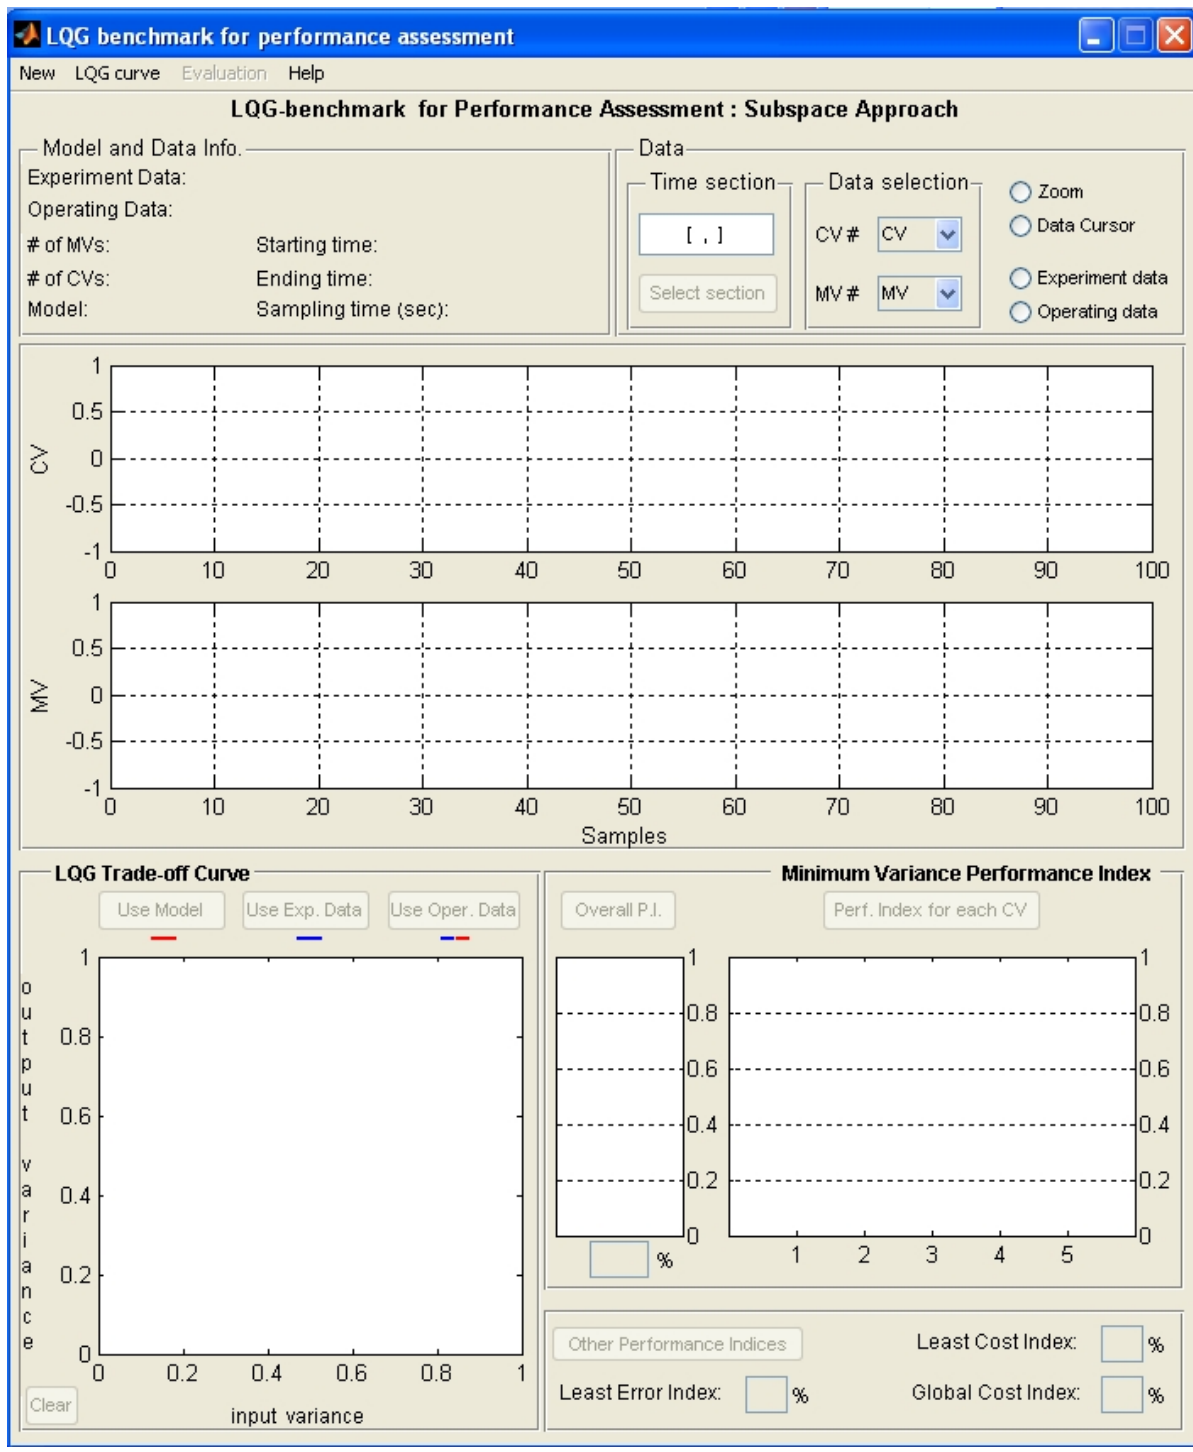 LQG benchmark for performance assessment
New LQG curve Evaluation Help
LQG-benchmark for Performance Assessment : Subspace Approach
Model and Data Info.
Experiment Data:
Operating Data:
# of MVs: Starting time:
# of CVs: Ending time:
Model: Sampling time (sec):
Data
Time section
[ , ]
Select section
Data selection
CV # CV
MV # MV
Zoom
Data Cursor
Experiment data
Operating data
CV
1
0.5
0
-0.5
-1
0 10 20 30 40 50 60 70 80 90 100
MV
1
0.5
0
-0.5
-1
0 10 20 30 40 50 60 70 80 90 100
Samples
LQG Trade-off Curve
Use Model Use Exp. Data Use Oper. Data
output variance
1
0.8
0.6
0.4
0.2
0
0 0.2 0.4 0.6 0.8 1
input variance
Clear
Minimum Variance Performance Index
Overall P.I. Perf. Index for each CV
1
0.8
0.6
0.4
0.2
0
%
1
0.8
0.6
0.4
0.2
0
1 2 3 4 5
Other Performance Indices Least Cost Index: %
Least Error Index: % Global Cost Index: %